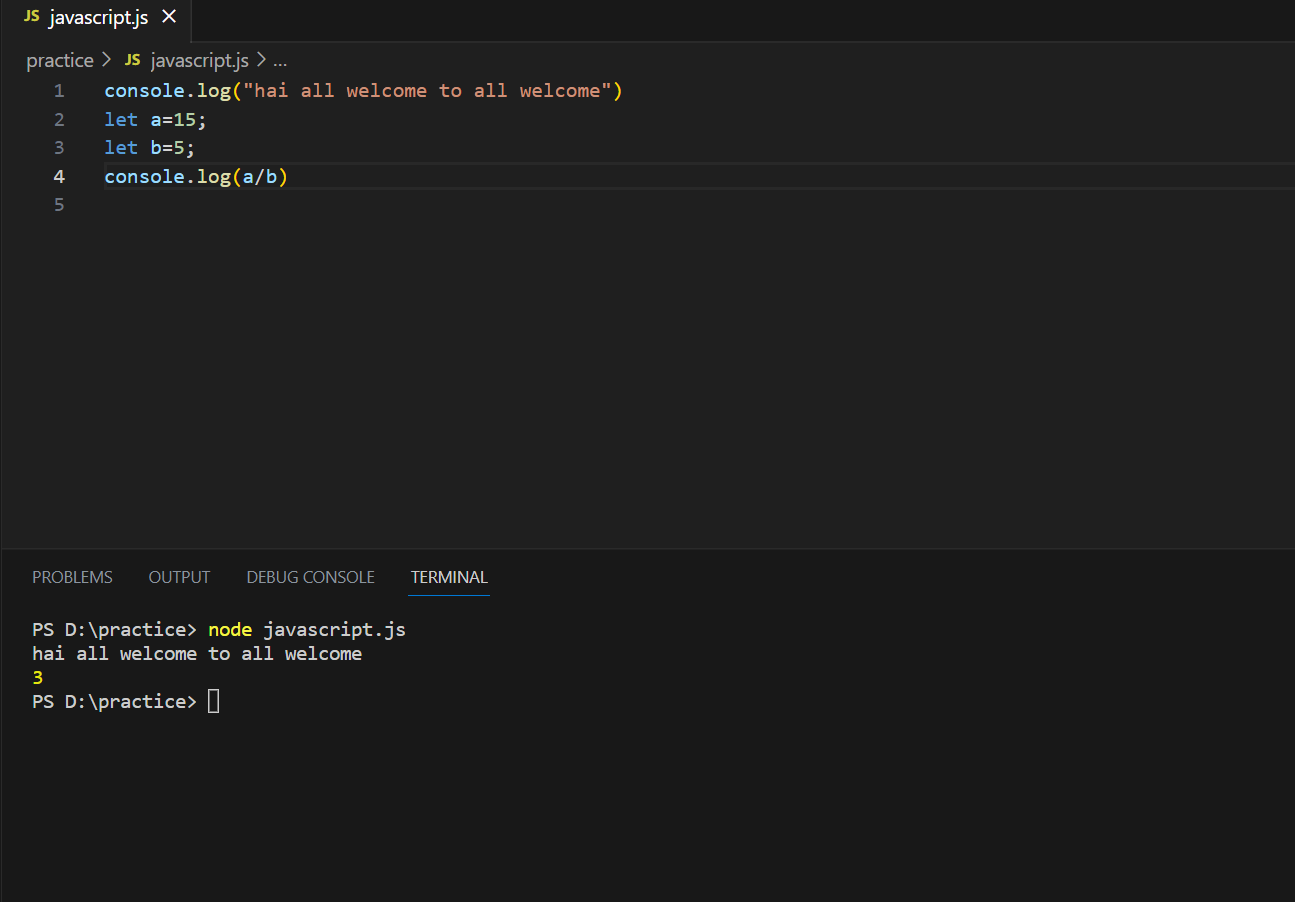 JS javascript.js ×
practice > JS javascript.js > ...
1 console.log("hai all welcome to all welcome")
2 let a=15;
3 let b=5;
4 console.log(a/b)
5
PROBLEMS OUTPUT DEBUG CONSOLE TERMINAL
PS D:\practice> node javascript.js
hai all welcome to all welcome
3
PS D:\practice>